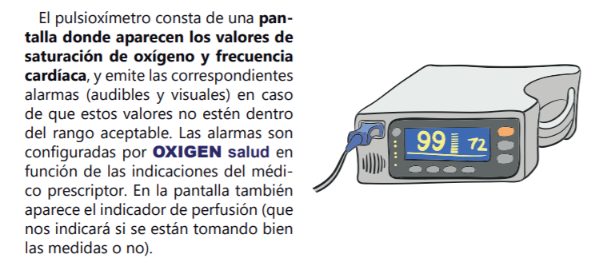 El pulsioxímetro consta de una pan-
talla donde aparecen los valores de
saturación de oxígeno y frecuencia
cardíaca, y emite las correspondientes
alarmas (audibles y visuales) en caso
de que estos valores no estén dentro
del rango aceptable. Las alarmas son
configuradas por OXIGEN salud en
función de las indicaciones del médi-
co prescriptor. En la pantalla también
aparece el indicador de perfusión (que
nos indicará si se están tomando bien
las medidas o no).
99 72